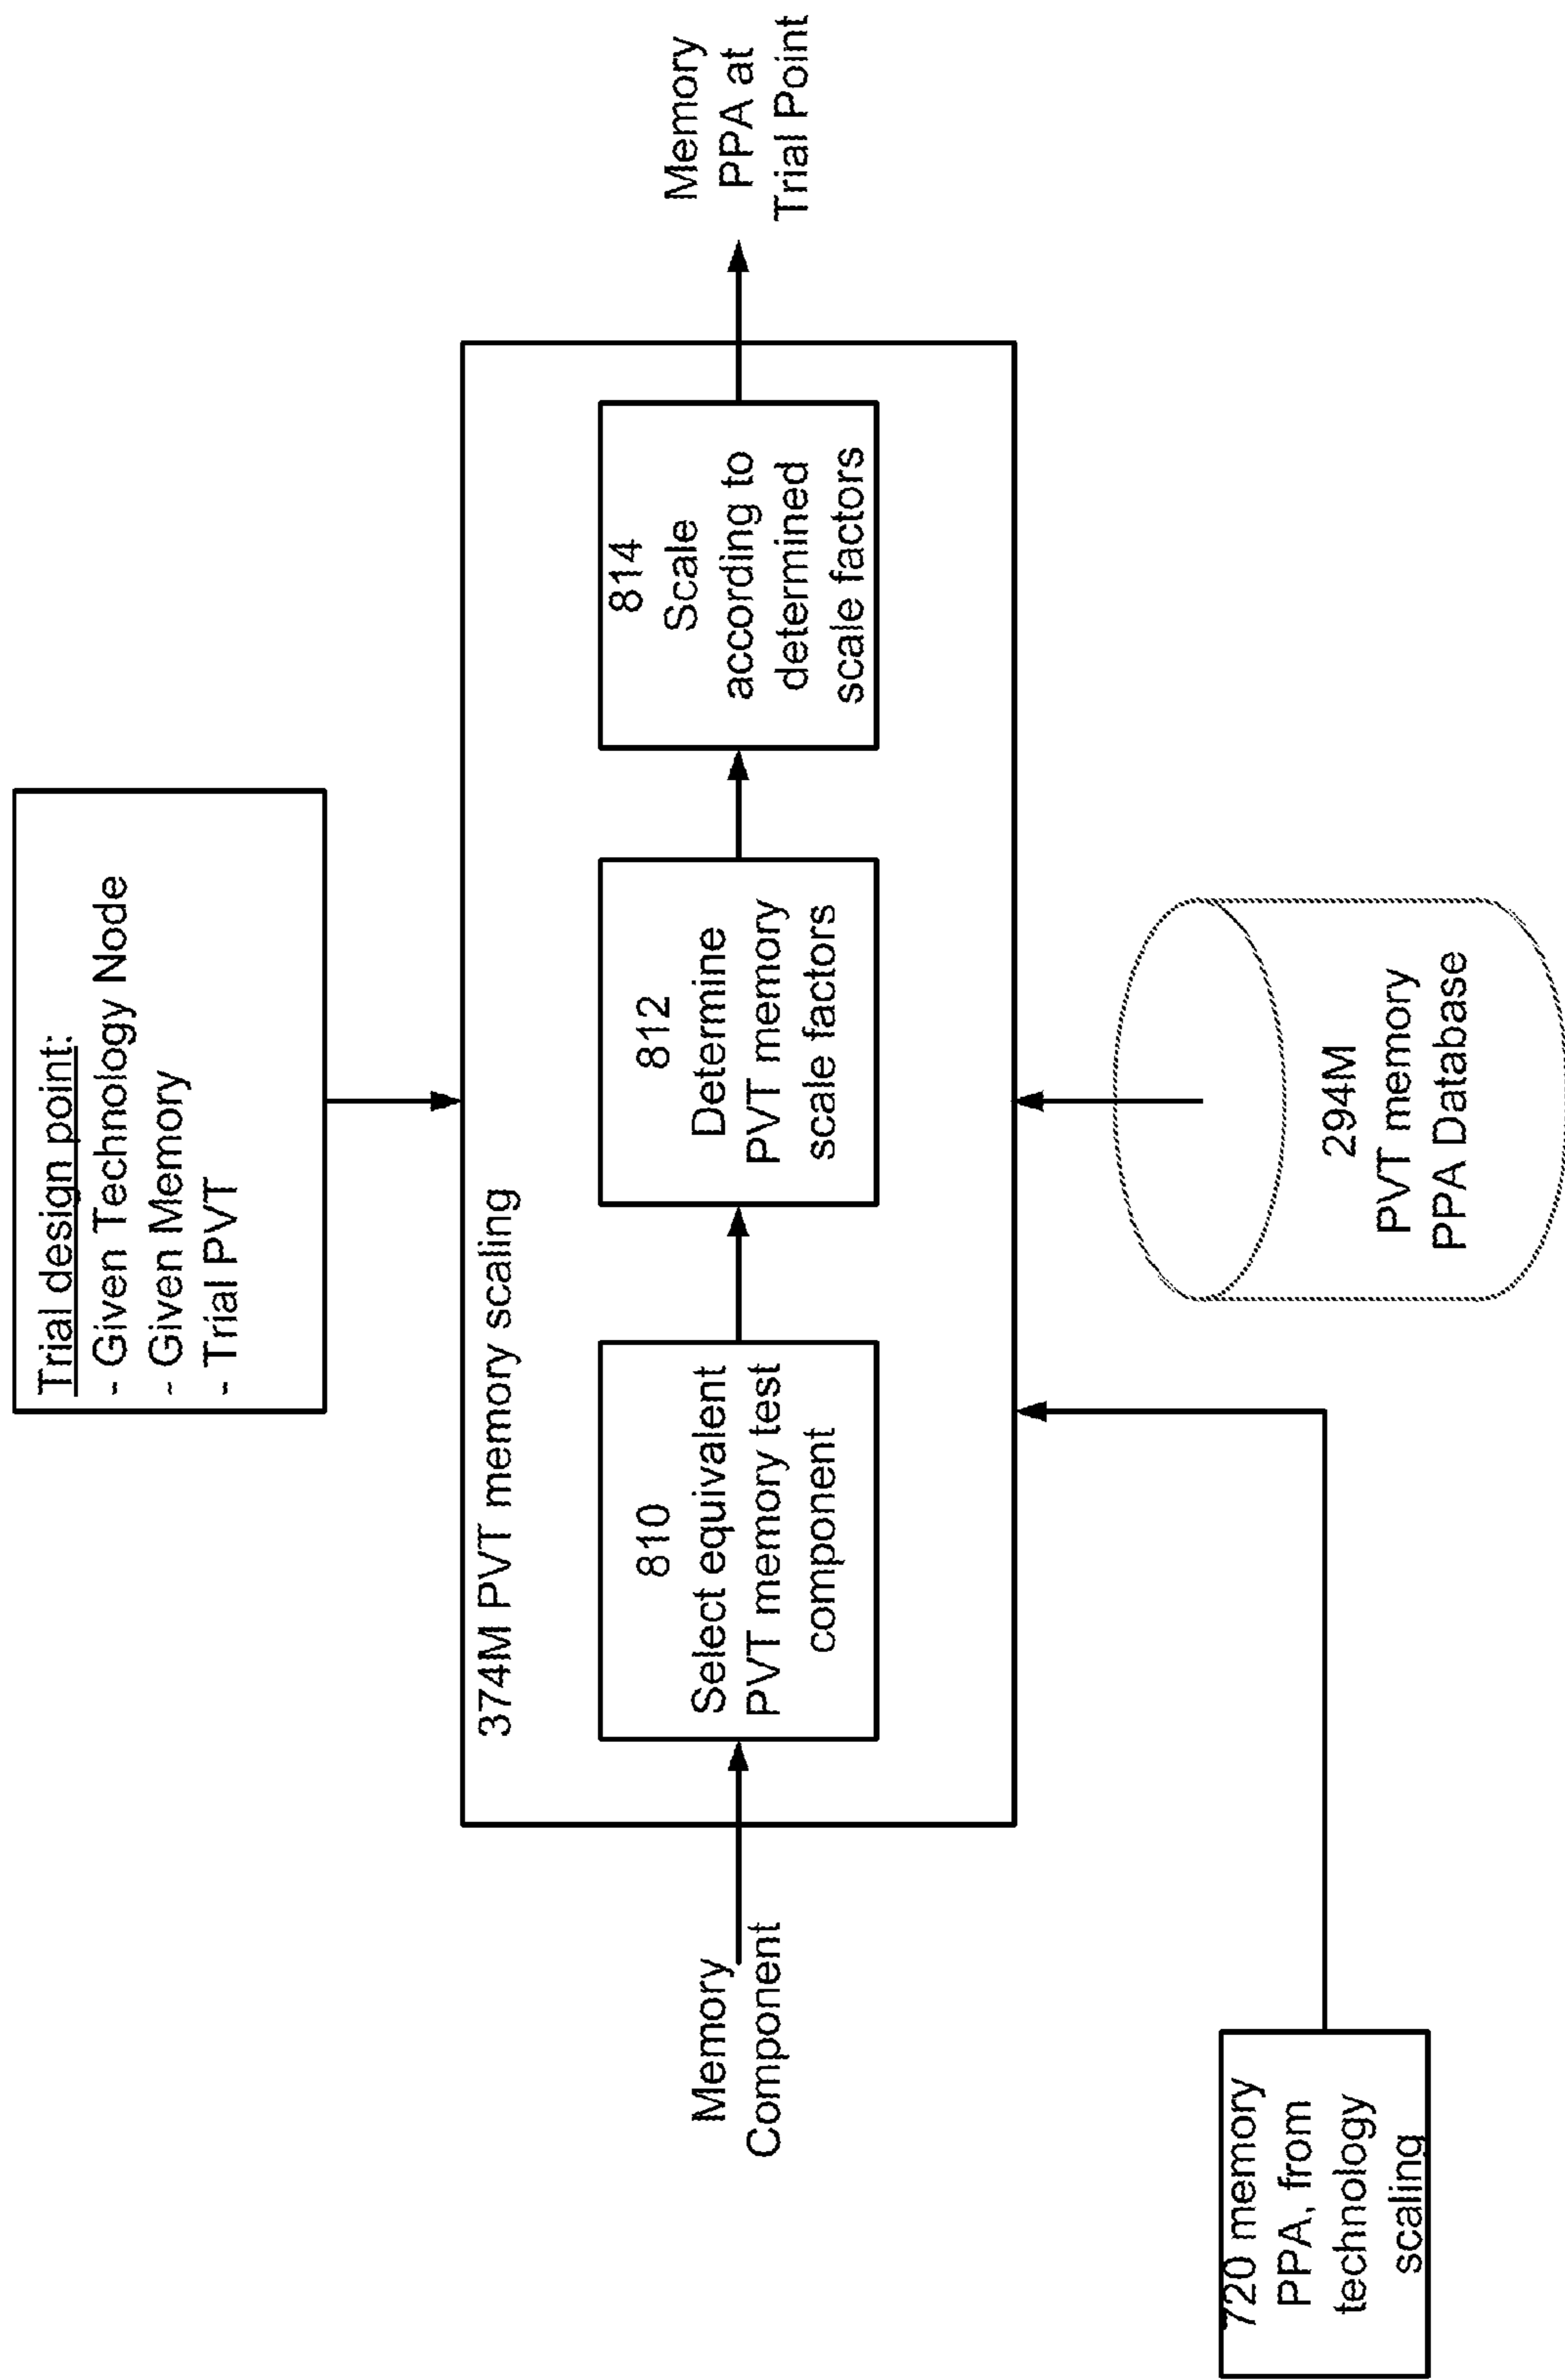 Trial design point:
- Given Technology Node
- Given Memory
- Trial PVT
374M PVT memory scaling
Memory
Component
810
Select equivalent
PVT memory test
component
812
Determine
PVT memory
scale factors
814
Scale
according to
determined
scale factors
Memory
PPA at
Trial Point
720 memory
PPA, from
technology
scaling
294M
PVT memory
PPA Database